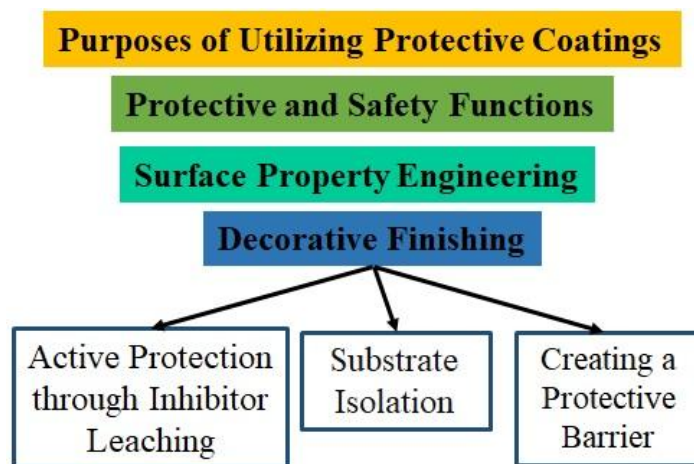 Purposes of Utilizing Protective Coatings
Protective and Safety Functions
Surface Property Engineering
Decorative Finishing
Active Protection
through Inhibitor
Leaching
Substrate
Isolation
Creating a
Protective
Barrier